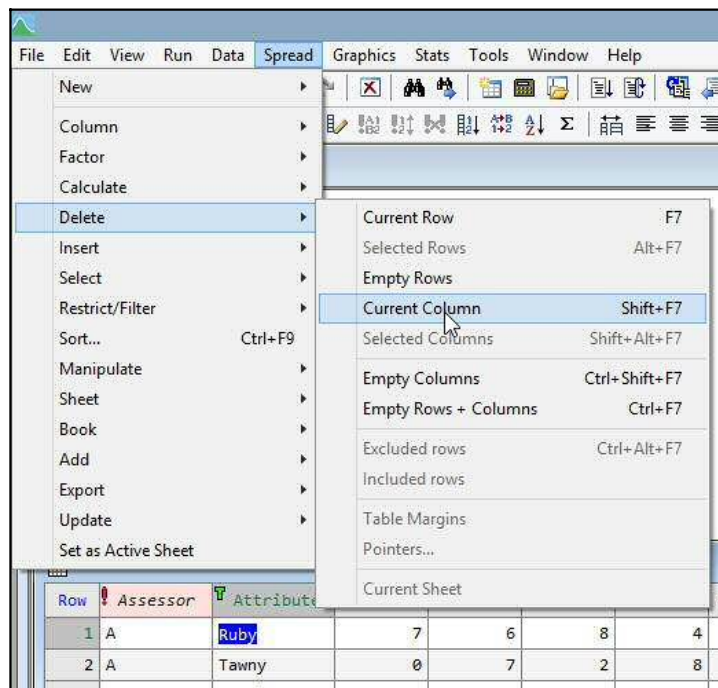 File Edit View Run Data Spread Graphics Stats Tools Window Help
New
Column
Factor
Calculate
Delete
Insert
Select
Restrict/Filter
Sort... Ctrl+F9
Manipulate
Sheet
Book
Add
Export
Update
Set as Active Sheet
Current Row F7
Selected Rows Alt+F7
Empty Rows
Current Column Shift+F7
Selected Columns Shift+Alt+F7
Empty Columns Ctrl+Shift+F7
Empty Rows + Columns Ctrl+F7
Excluded rows Ctrl+Alt+F7
Included rows
Table Margins
Pointers...
Current Sheet
Row Assessor Attribute
1 A Ruby 7 6 8 4
2 A Tawny 0 7 2 8